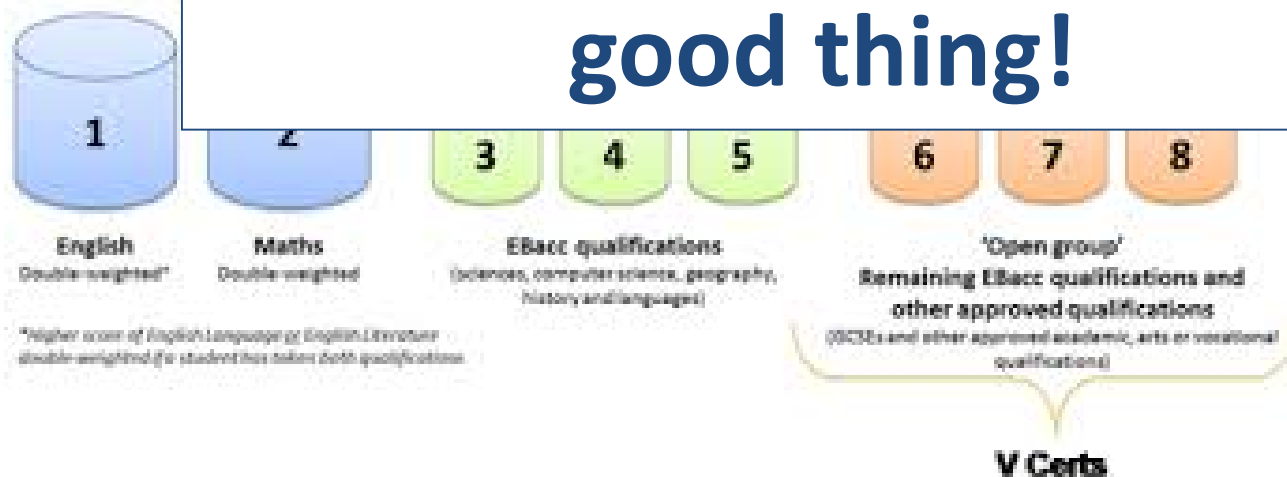 good thing!
1
2
3
4
5
6
7
8
English
Double-weighted*
Maths
Double-weighted
EBacc qualifications
(sciences, computer science, geography,
history and languages)
'Open group'
Remaining EBacc qualifications and
other approved qualifications
(GCSEs and other approved academic, arts or vocational
qualifications)
*Higher score of English Language or English Literature
double-weighted if a student has taken both qualifications
V Certs